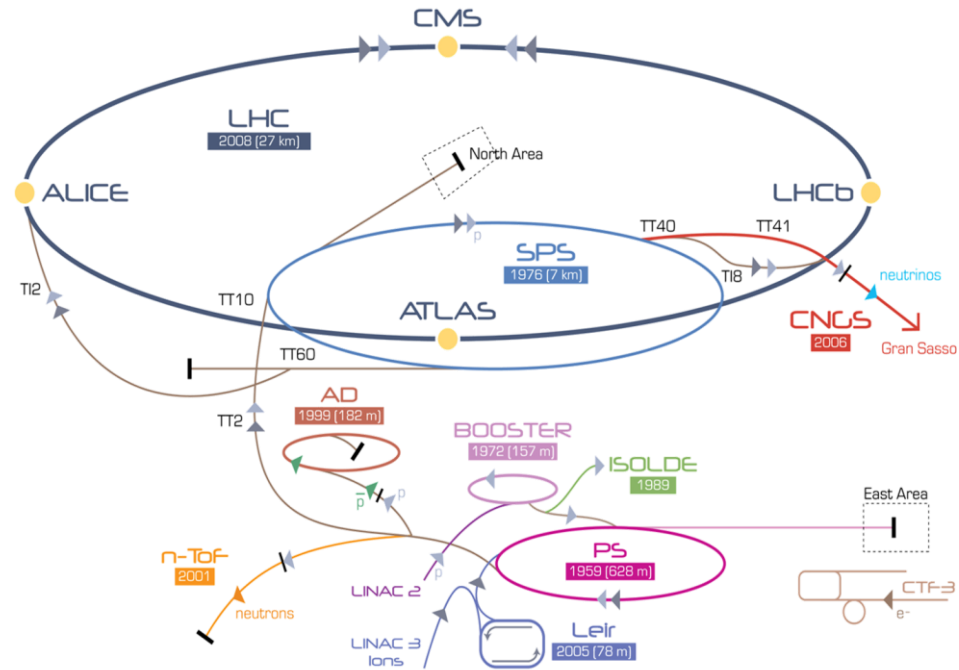 CMS
LHC
2008 (27 km)
North Area
ALICE
LHCb
TT40
TT41
SPS
1976 (7 km)
p
TI8
neutrinos
TI2
TT10
ATLAS
CNGS
2006
Gran Sasso
TT60
AD
1999 (182 m)
TT2
BOOSTER
1972 (157 m)
ISOLDE
1989
p
p̅
East Area
n-ToF
2001
p
PS
1959 (628 m)
LINAC 2
neutrons
CTF-3
e-
LINAC 3
Ions
Leir
2005 (78 m)